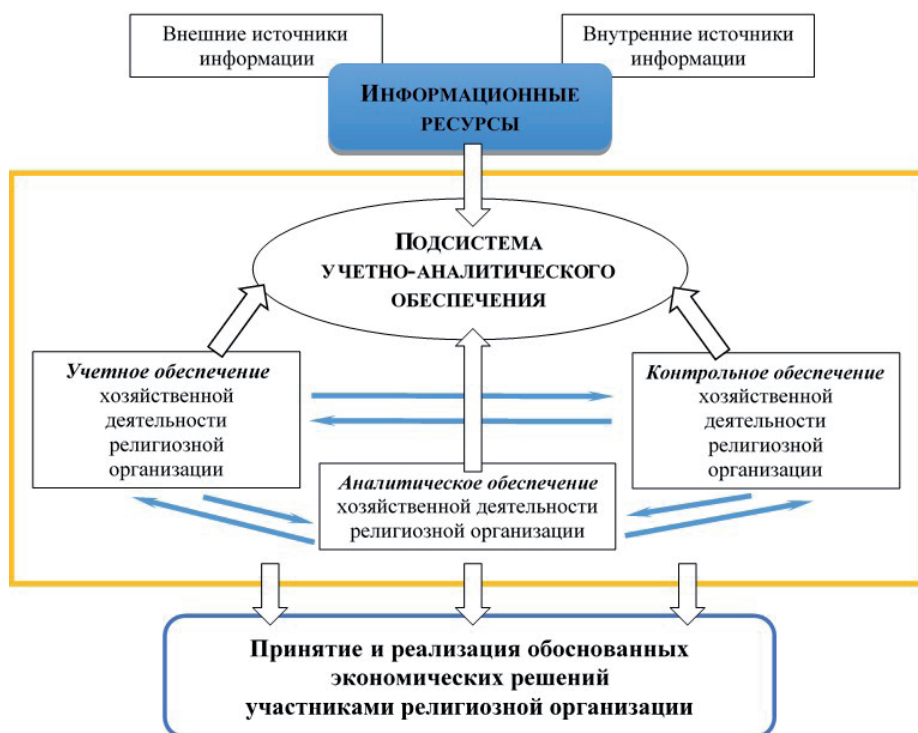 Внешние источники
информации
Внутренние источники
информации
Информационные
ресурсы
Подсистема
учетно-аналитического
обеспечения
Учетное обеспечение
хозяйственной
деятельности
религиозной
организации
Контрольное обеспечение
хозяйственной
деятельности
религиозной
организации
Аналитическое обеспечение
хозяйственной деятельности
религиозной организации
Принятие и реализация обоснованных
экономических решений
участниками религиозной организации